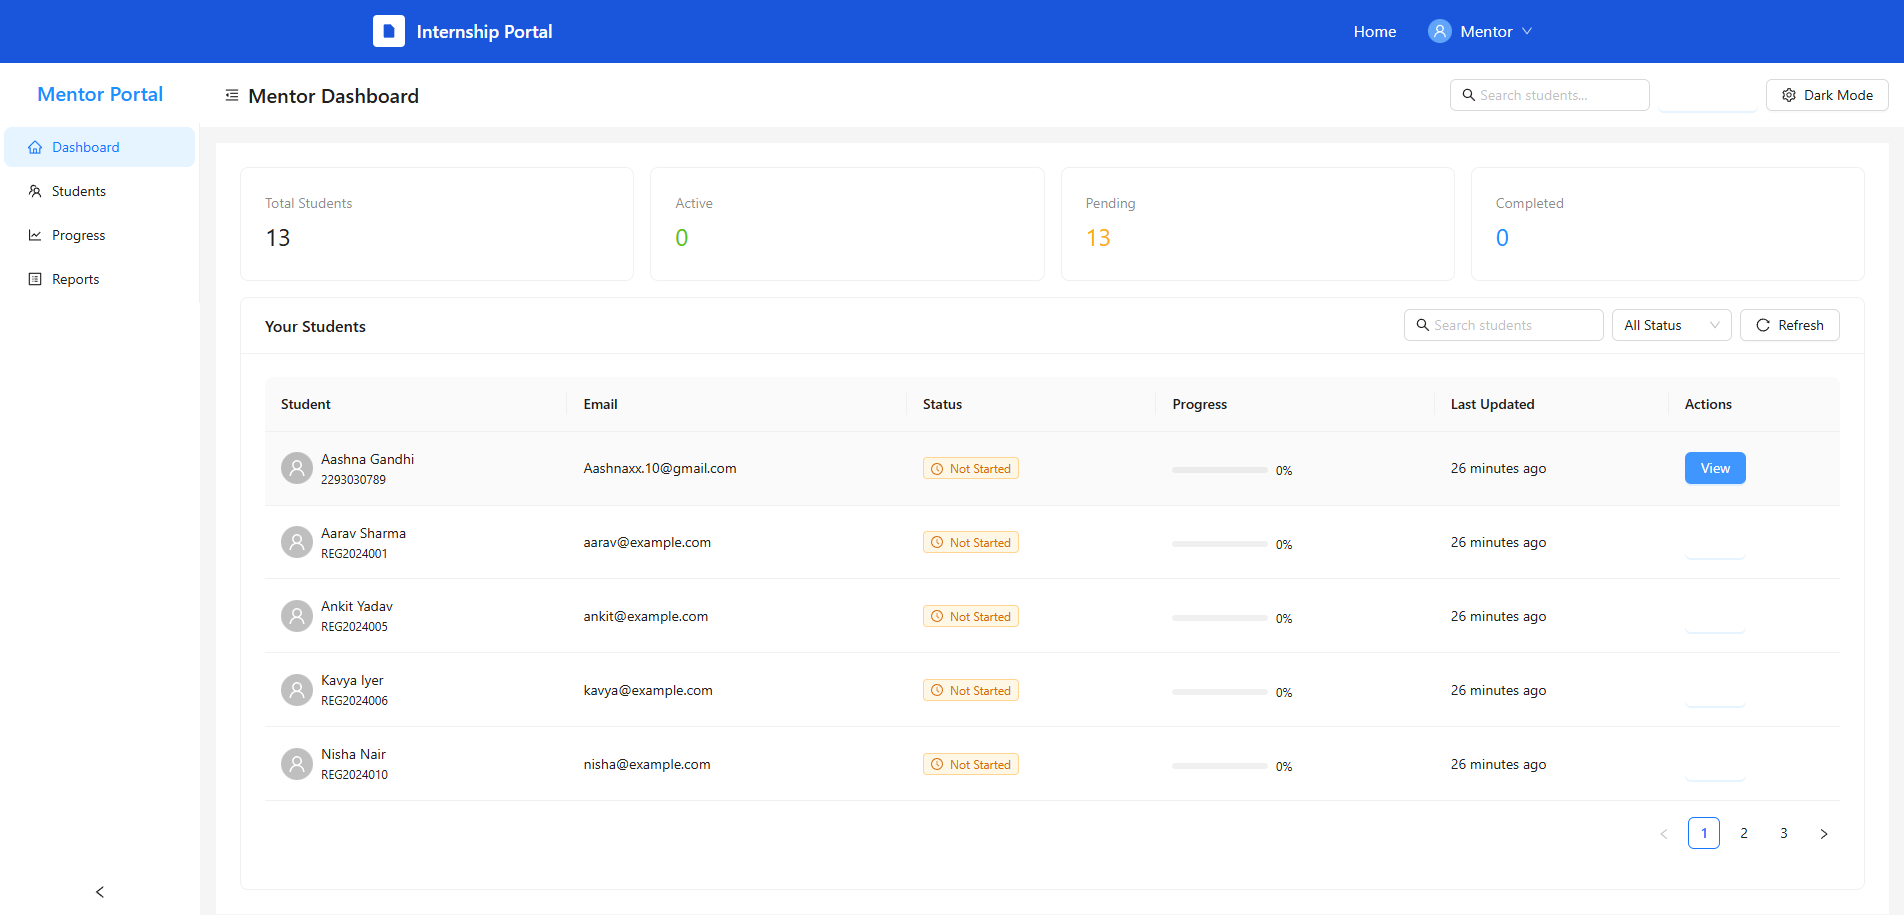 Internship Portal
Home
Mentor
Mentor Portal
Mentor Dashboard
Search students...
Dark Mode
Dashboard
Students
Progress
Reports
Total Students
13
Active
0
Pending
13
Completed
0
Your Students
Search students
All Status
Refresh
Student Email Status Progress Last Updated Actions
Aashna Gandhi
2293030789
Aashnaxx.10@gmail.com
Not Started
0%
26 minutes ago
View
Aarav Sharma
REG2024001
aarav@example.com
Not Started
0%
26 minutes ago
Ankit Yadav
REG2024005
ankit@example.com
Not Started
0%
26 minutes ago
Kavya Iyer
REG2024006
kavya@example.com
Not Started
0%
26 minutes ago
Nisha Nair
REG2024010
nisha@example.com
Not Started
0%
26 minutes ago
1 2 3